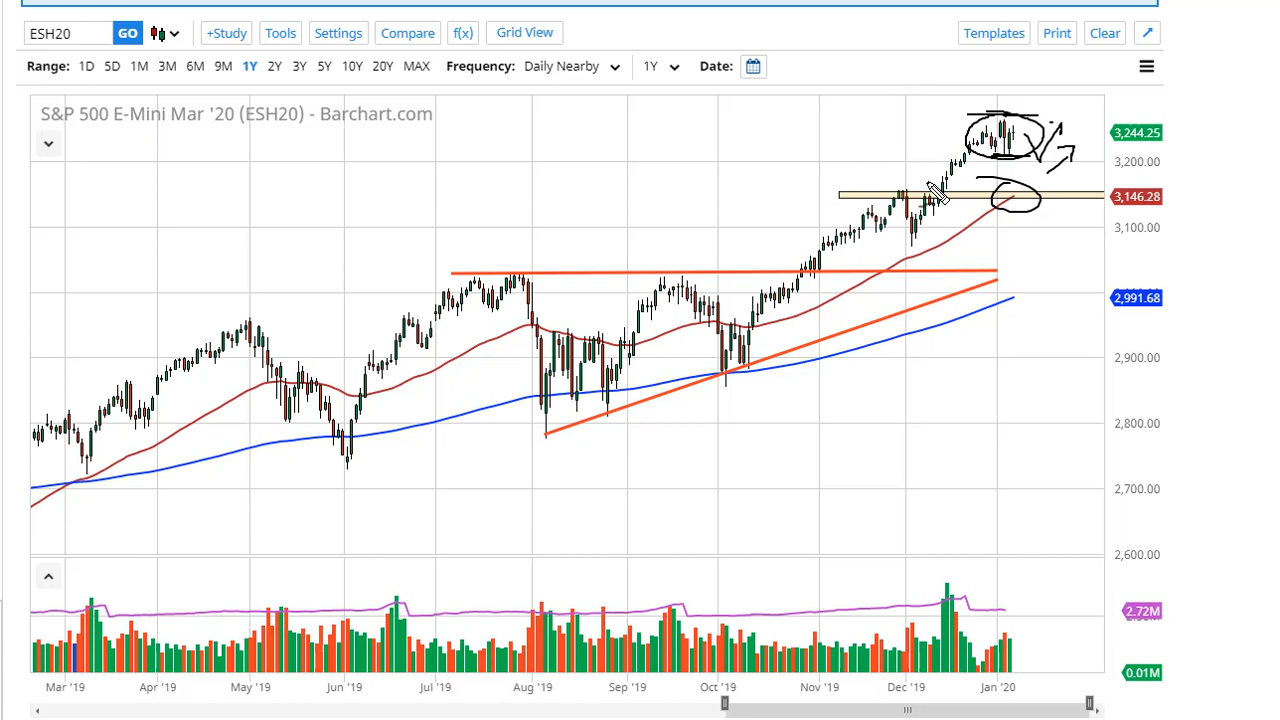 ESH20 GO +Study Tools Settings Compare f(x) Grid View Templates Print Clear
Range: 1D 5D 1M 3M 6M 9M 1Y 2Y 3Y 5Y 10Y 20Y MAX Frequency: Daily Nearby 1Y Date:
S&P 500 E-Mini Mar '20 (ESH20) - Barchart.com
3,244.25
3,200.00
3,146.28
3,100.00
2,991.68
2,900.00
2,800.00
2,700.00
2,600.00
2.72M
0.01M
Mar '19 Apr '19 May '19 Jun '19 Jul '19 Aug '19 Sep '19 Oct '19 Nov '19 Dec '19 Jan '20